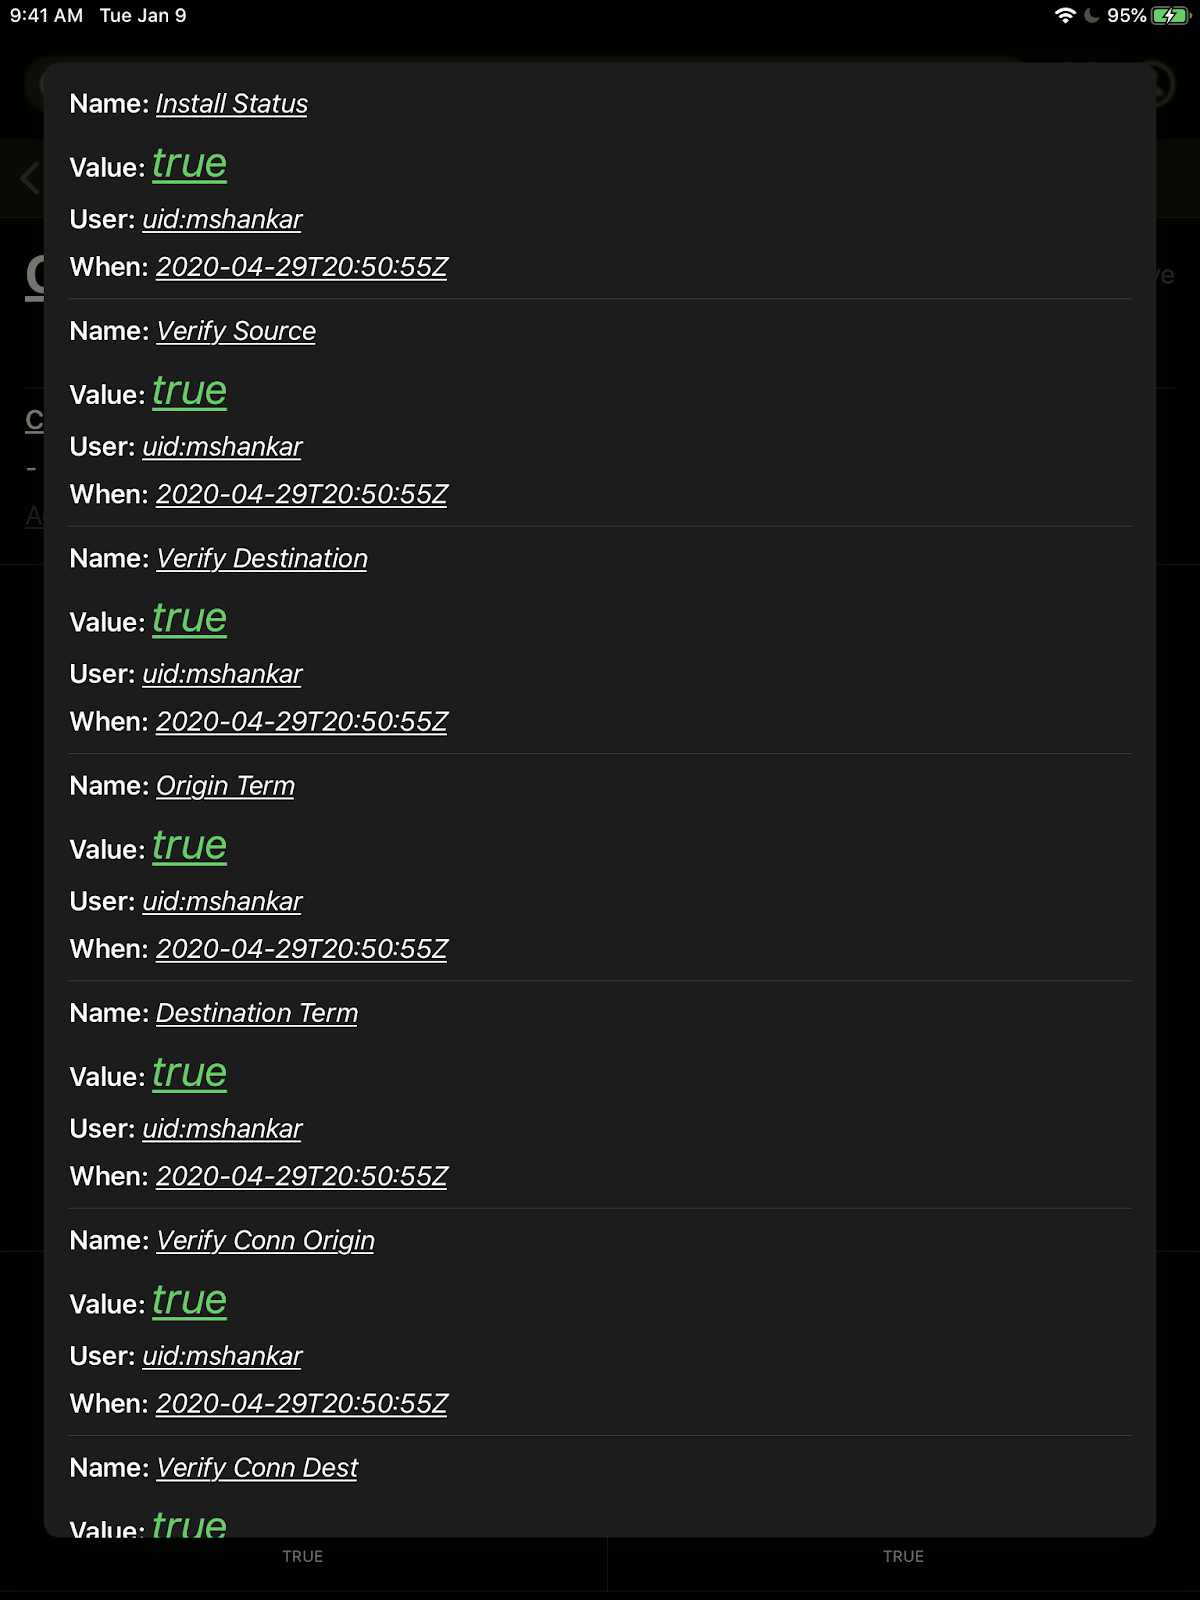 9:41 AM Tue Jan 9 95%
Name: Install Status
Value: true
User: uid:mshankar
When: 2020-04-29T20:50:55Z
Name: Verify Source
Value: true
User: uid:mshankar
When: 2020-04-29T20:50:55Z
Name: Verify Destination
Value: true
User: uid:mshankar
When: 2020-04-29T20:50:55Z
Name: Origin Term
Value: true
User: uid:mshankar
When: 2020-04-29T20:50:55Z
Name: Destination Term
Value: true
User: uid:mshankar
When: 2020-04-29T20:50:55Z
Name: Verify Conn Origin
Value: true
User: uid:mshankar
When: 2020-04-29T20:50:55Z
Name: Verify Conn Dest
Value: true
TRUE TRUE